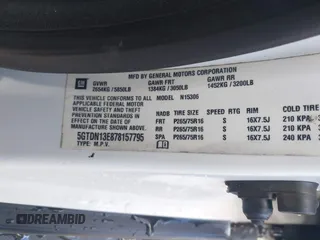 GM
MFD BY GENERAL MOTORS CORPORATION
GVWR GAWR FRT GAWR RR
2654KG / 5850LB 1384KG / 3050LB 1452KG / 3200LB
THIS VEHICLE CONFORMS TO ALL MODEL N15306
APPLICABLE FEDERAL MOTOR
VEHICLE SAFETY, BUMPER, AND THEFT
PREVENTION STANDARDS IN EFFECT ON
THE DATE OF MANUFACTURE SHOWN ABOVE.
5GTDN13E878157795
TYPE: M.P.V.
RADB TIRE SIZE SPEED RTG RIM COLD TIRE
FRT P265/75R16 S 16X7.5J 210 KPA
RR P265/75R16 S 16X7.5J 210 KPA
SPA P265/75R16 S 16X7.5J 240 KPA
DREAMBID